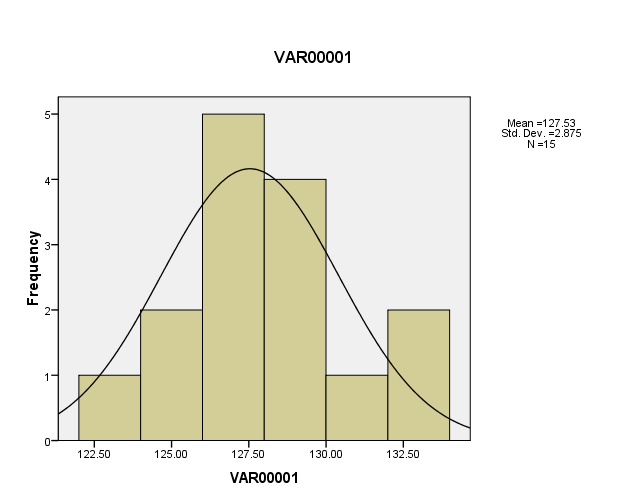 VAR00001
Mean =127.53
Std. Dev. =2.875
N =15
Frequency
5
4
3
2
1
0
122.50 125.00 127.50 130.00 132.50
VAR00001